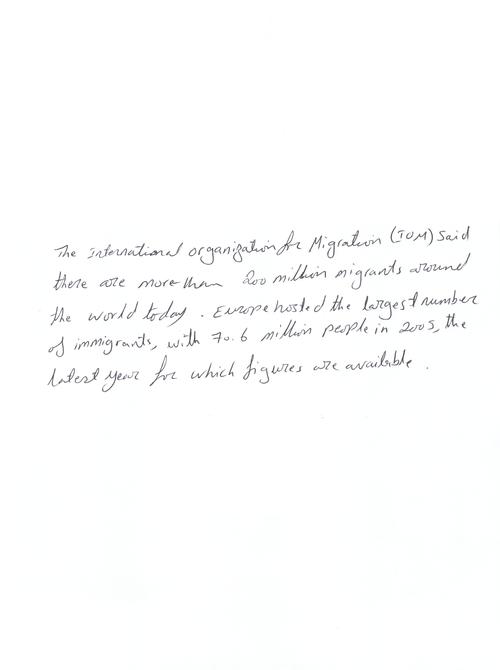 The International organization for Migration (IOM) Said
there are more than 200 million migrants around
the world today. Europe hosted the largest number
of immigrants, with 70.6 million people in 2005, the
latest year for which figures are available.